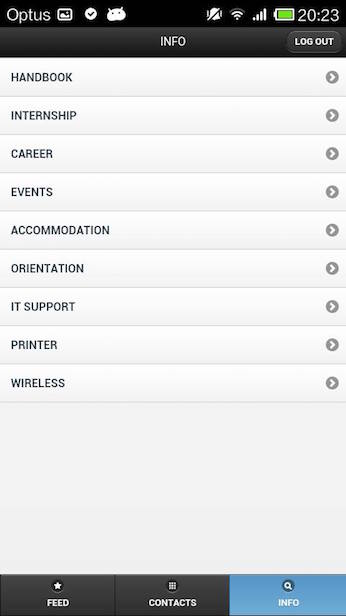 Optus 20:23
INFO LOG OUT
HANDBOOK
INTERNSHIP
CAREER
EVENTS
ACCOMMODATION
ORIENTATION
IT SUPPORT
PRINTER
WIRELESS
FEED CONTACTS INFO